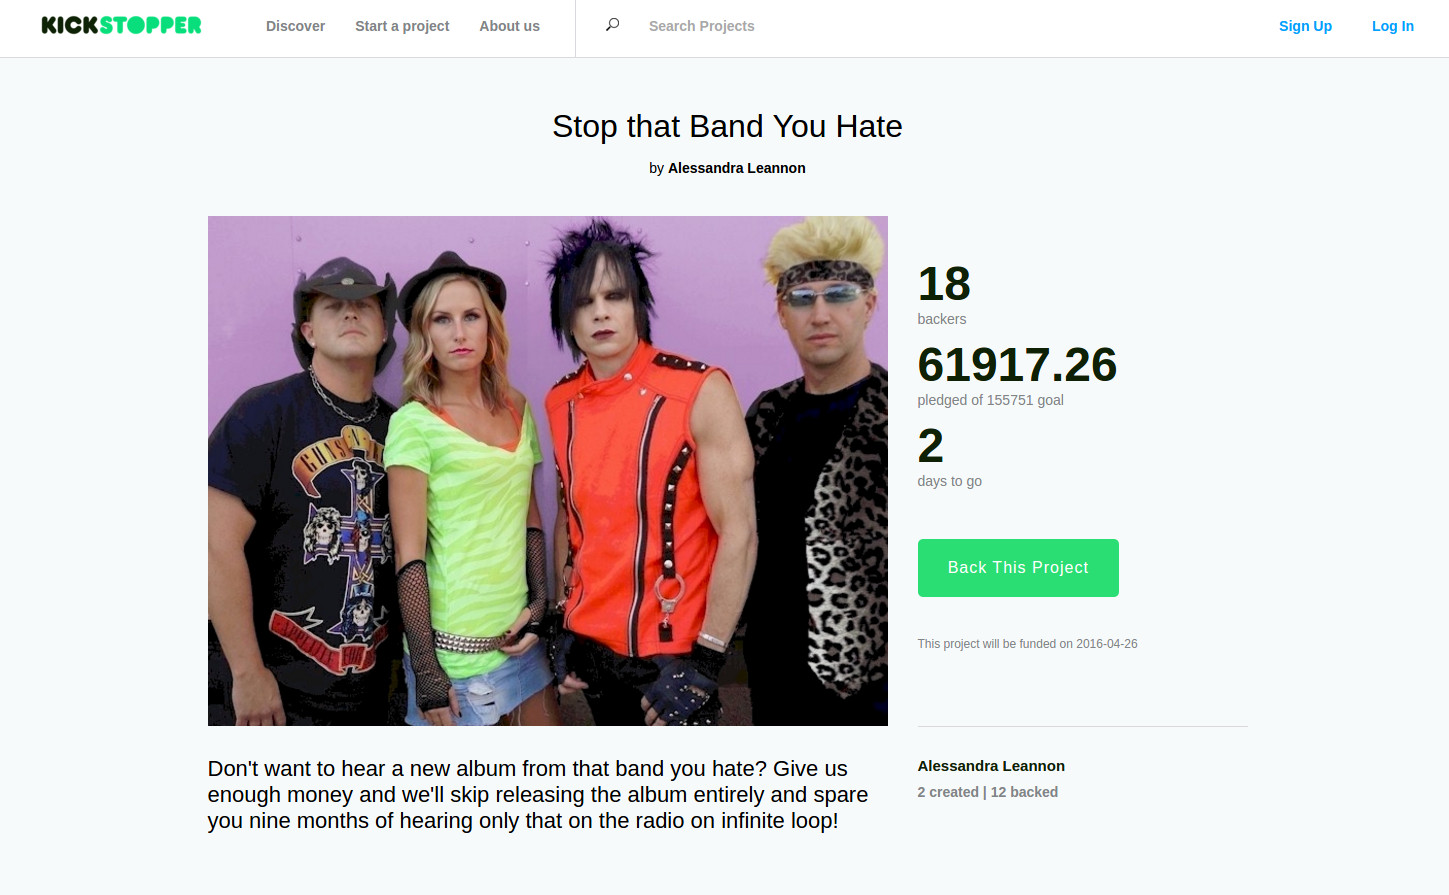 KICKSTOPPER
Discover Start a project About us Search Projects Sign Up Log In
Stop that Band You Hate
by Alessandra Leannon
GUNS
APPETITE FOR
18
backers
61917.26
pledged of 155751 goal
2
days to go
Back This Project
This project will be funded on 2016-04-26
Don't want to hear a new album from that band you hate? Give us
enough money and we'll skip releasing the album entirely and spare
you nine months of hearing only that on the radio on infinite loop!
Alessandra Leannon
2 created | 12 backed